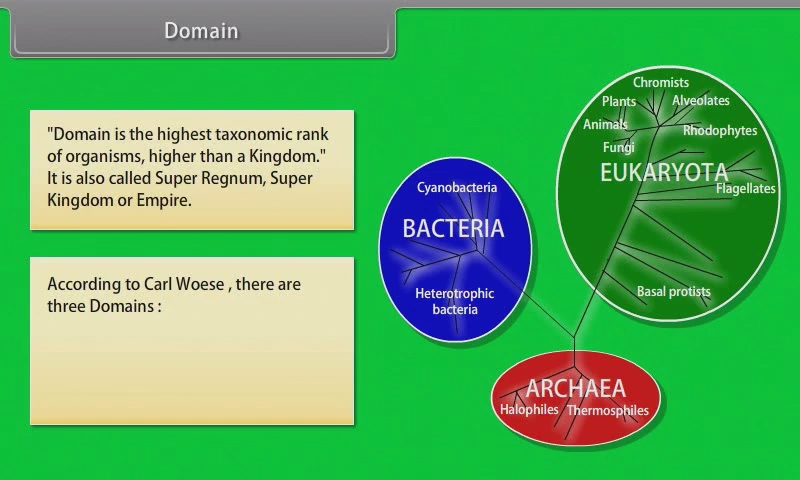 Domain
"Domain is the highest taxonomic rank
of organisms, higher than a Kingdom."
It is also called Super Regnum, Super
Kingdom or Empire.
According to Carl Woese , there are
three Domains :
Cyanobacteria
BACTERIA
Heterotrophic
bacteria
Chromists
Plants
Alveolates
Animals
Rhodophytes
Fungi
EUKARYOTA
Flagellates
Basal protists
ARCHAEA
Halophiles
Thermosphiles